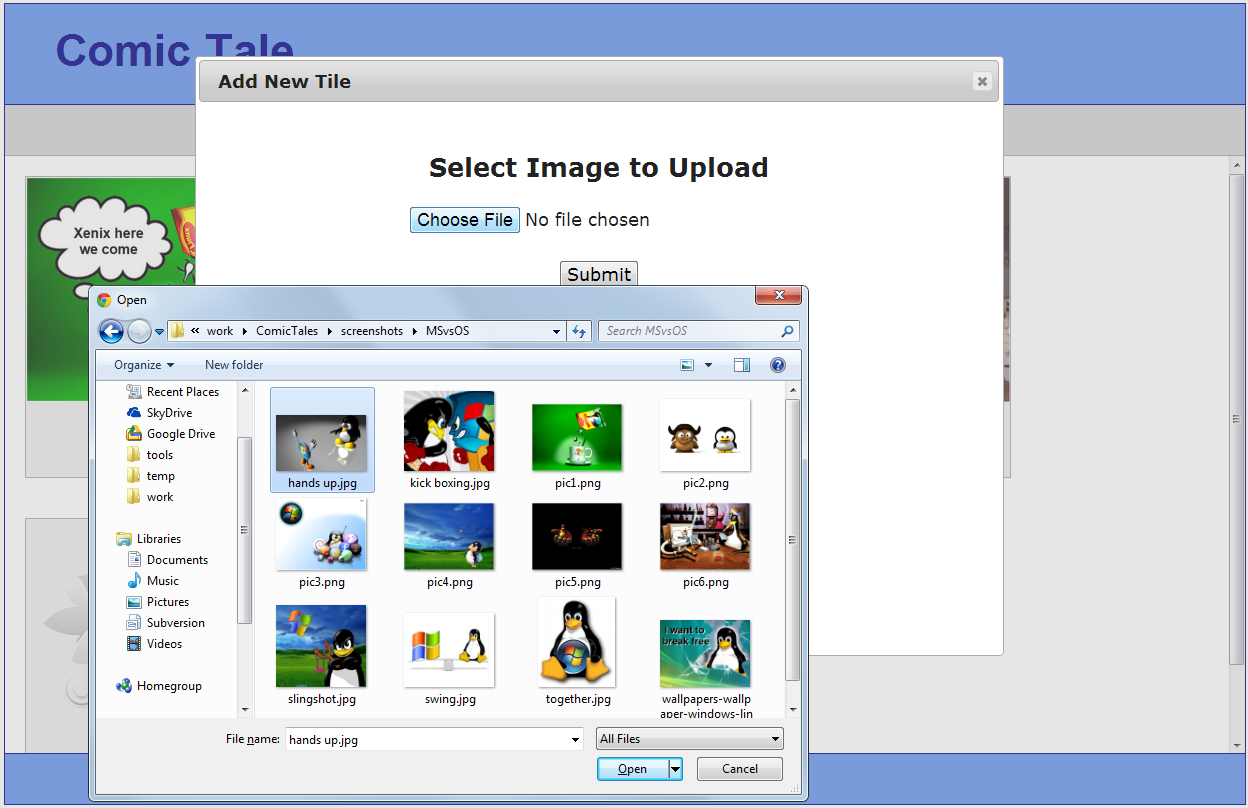 Comic Tale
Add New Tile
Select Image to Upload
Choose File No file chosen
Submit
Xenix here
we come
Open
« work ComicTales screenshots MSvsOS
Search MSvsOS
Organize New folder
Recent Places
SkyDrive
Google Drive
tools
temp
work
Libraries
Documents
Music
Pictures
Subversion
Videos
Homegroup
hands up.jpg
kick boxing.jpg
pic1.png
pic2.png
pic3.png
pic4.png
pic5.png
pic6.png
slingshot.jpg
swing.jpg
together.jpg
I want to
break free
wallpapers-wallp
aper-windows-lin
File name: hands up.jpg
All Files
Open
Cancel